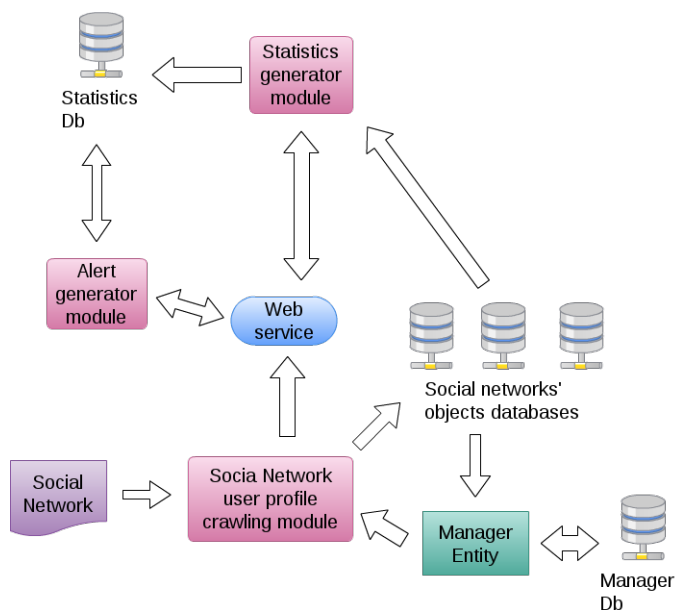 Statistics
generator
module
Statistics
Db
Alert
generator
module
Web
service
Social networks'
objects databases
Social
Network
Socia Network
user profile
crawling module
Manager
Entity
Manager
Db